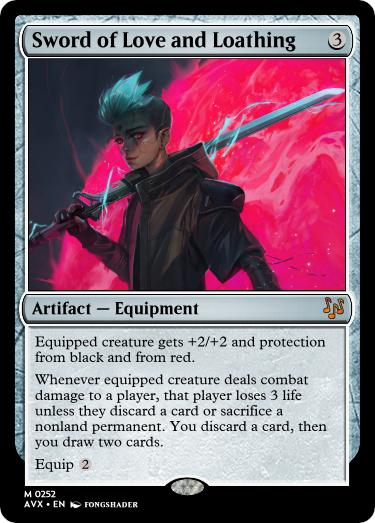 Sword of Love and Loathing 3
Artifact — Equipment
Equipped creature gets +2/+2 and protection
from black and from red.
Whenever equipped creature deals combat
damage to a player, that player loses 3 life
unless they discard a card or sacrifice a
nonland permanent. You discard a card, then
you draw two cards.
Equip 2
M 0252
AVX • EN FONGSHADER